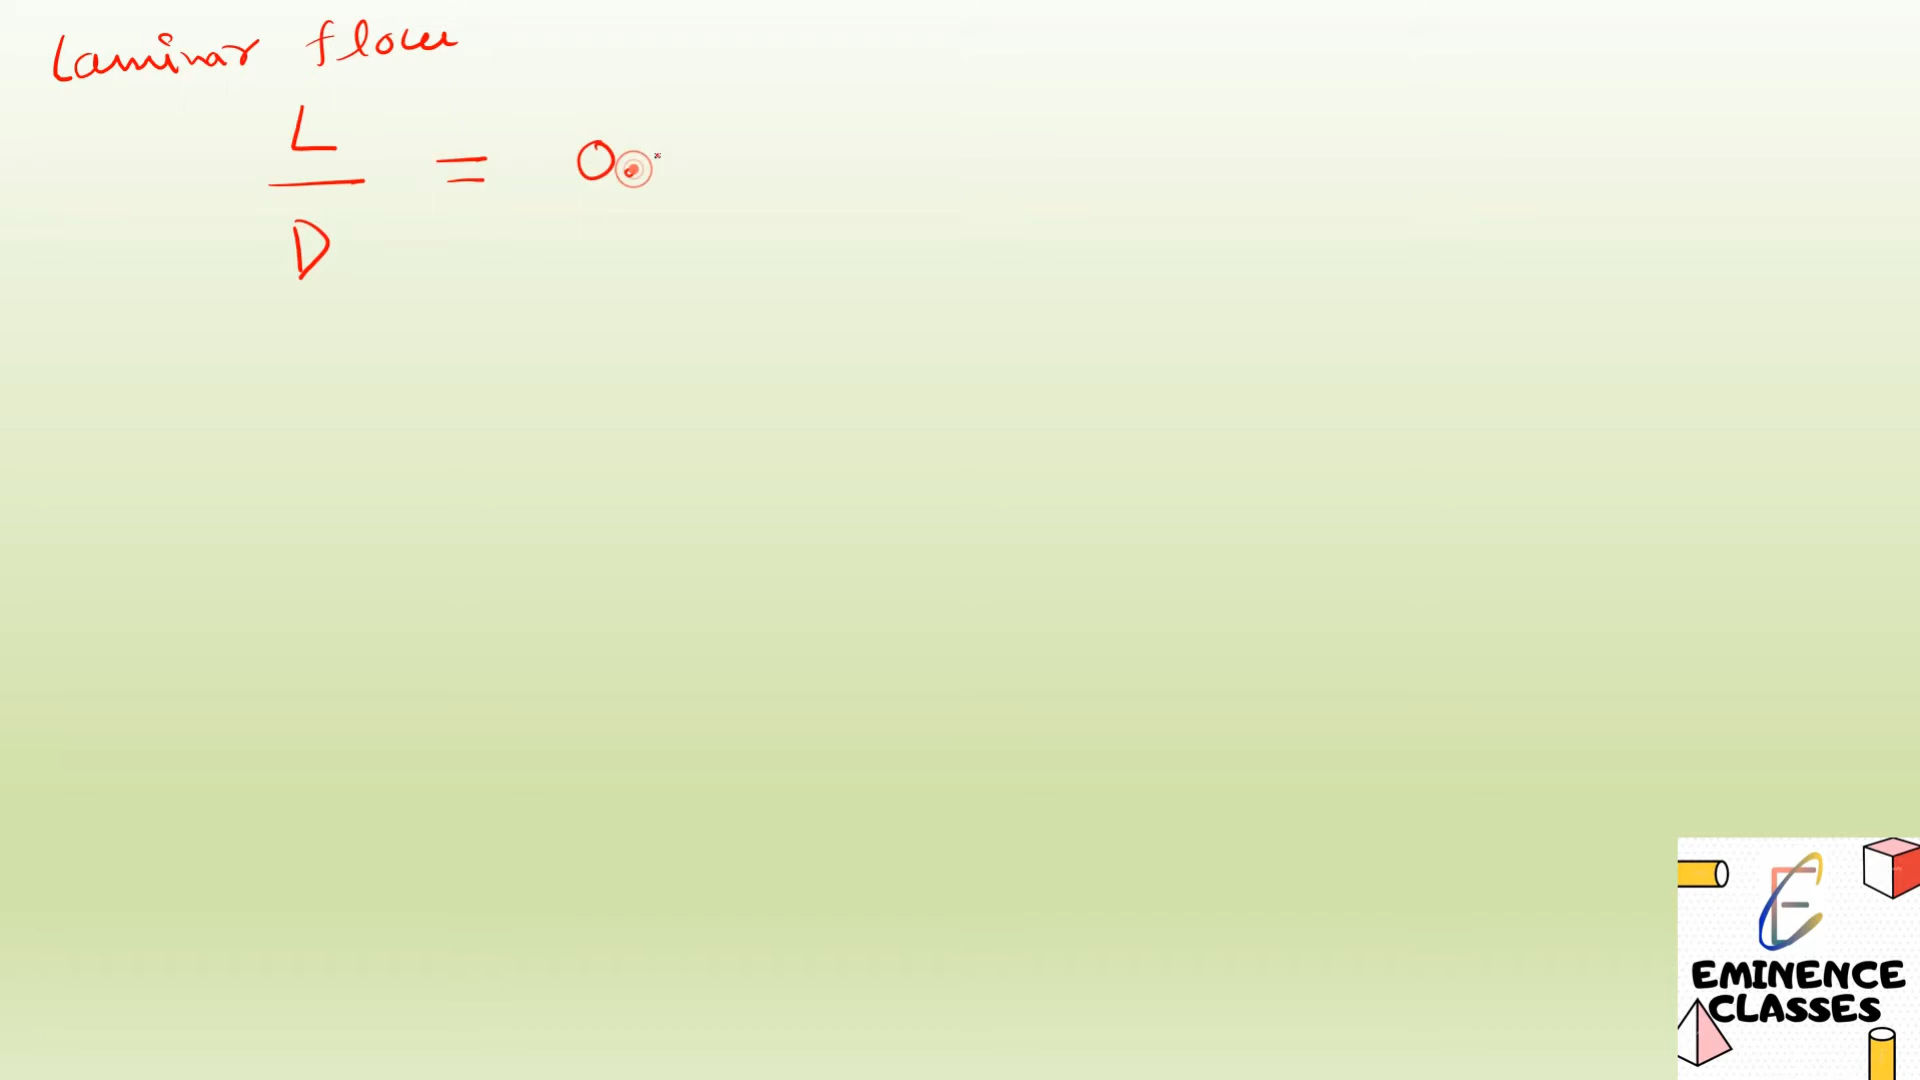 Laminar flow
L
= 0.
D
EMINENCE
CLASSES